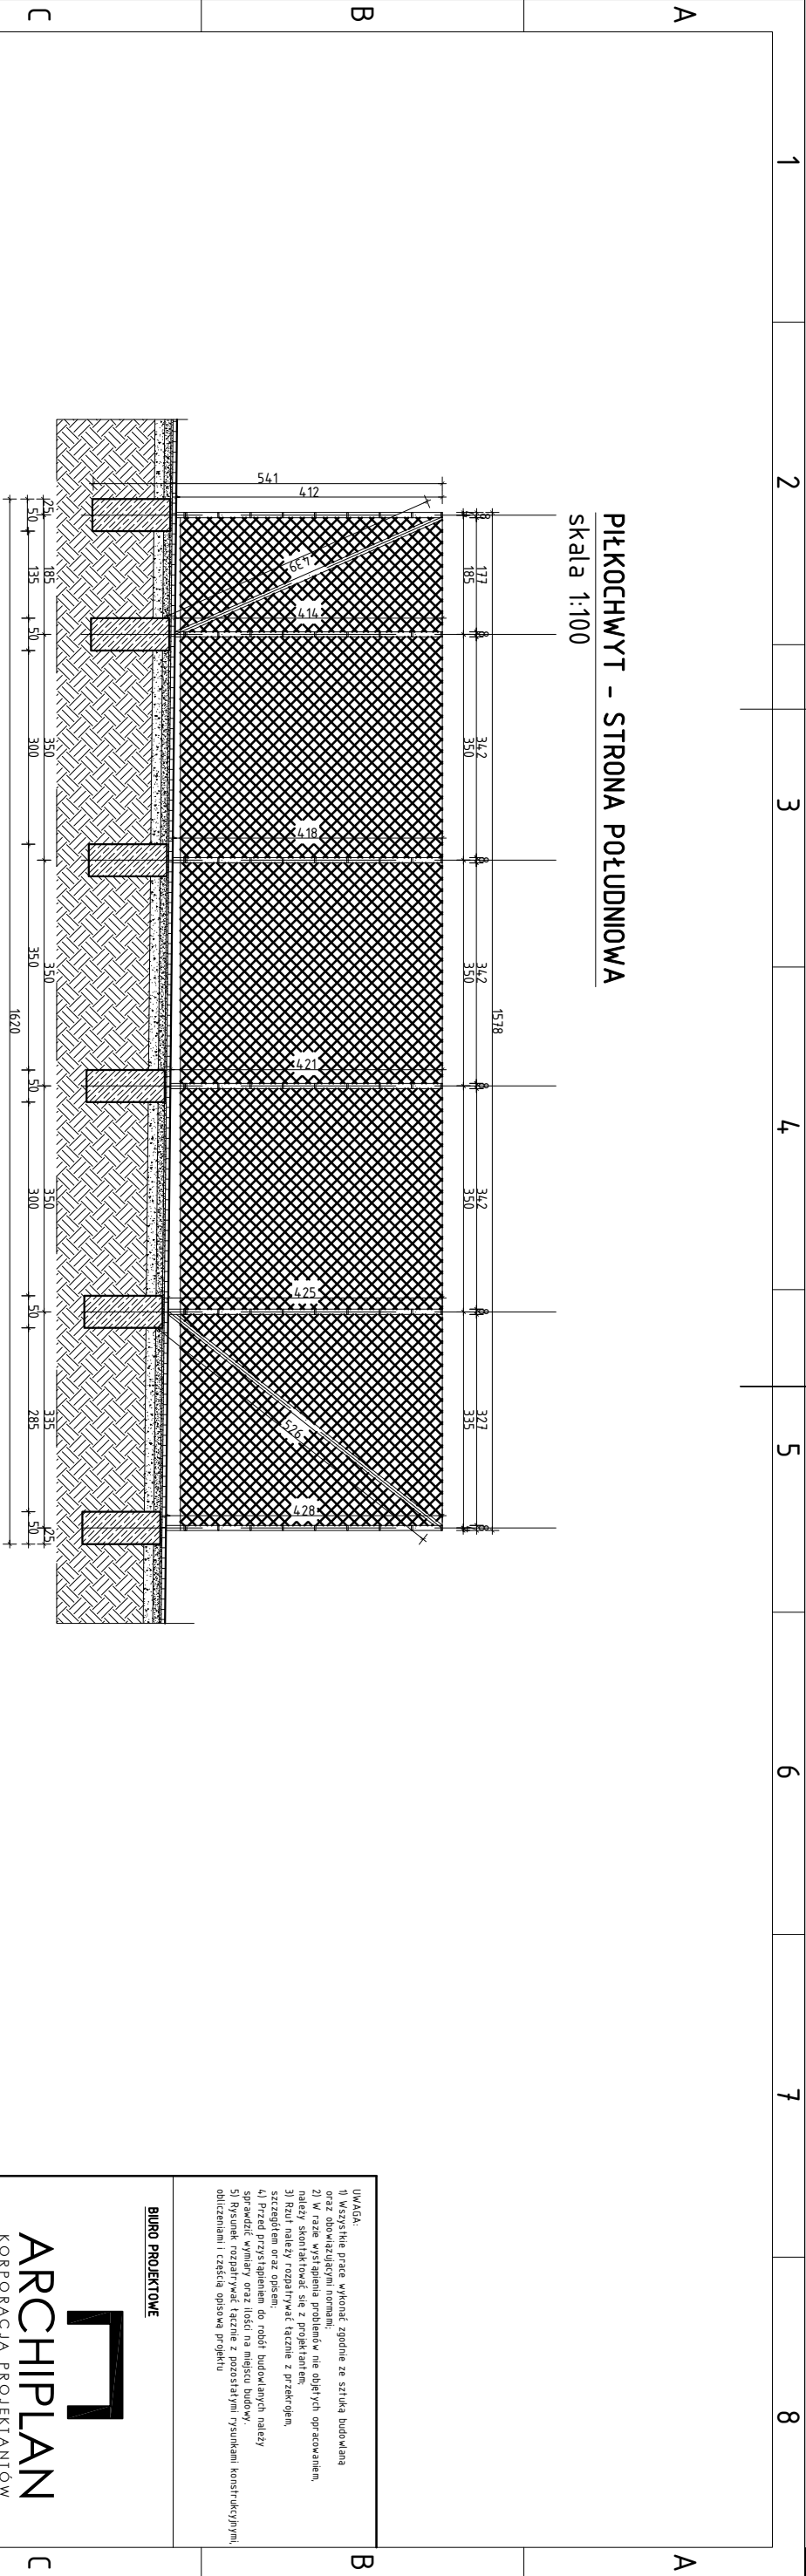 1
2
3
4
5
6
7
8
A
B
C
A
B
C
PIŁKOCHWYT - STRONA POŁUDNIOWA
skala 1:100
1578
8
177
8
342
8
342
8
342
8
327
8
185
350
350
350
335
541
412
439
414
418
421
425
526
428
25
185
350
350
350
335
25
50
135
50
300
350
50
300
50
285
50
1620
UWAGA:
1) Wszystkie prace wykonać zgodnie ze sztuką budowlaną
oraz obowiązującymi normami;
2) W razie wystąpienia problemów nie objętych opracowaniem,
należy skontaktować się z projektantem;
3) Rzut należy rozpatrywać łącznie z przekrojem,
szczegółem oraz opisem;
4) Przed przystąpieniem do robót budowlanych należy
sprawdzić wymiary oraz ilości na miejscu budowy.
5) Rysunek rozpatrywać łącznie z pozostałymi rysunkami konstrukcyjnymi,
obliczeniami i częścią opisową projektu
BIURO PROJEKTOWE
ARCHIPLAN
KORPORACJA PROJEKTANTÓW